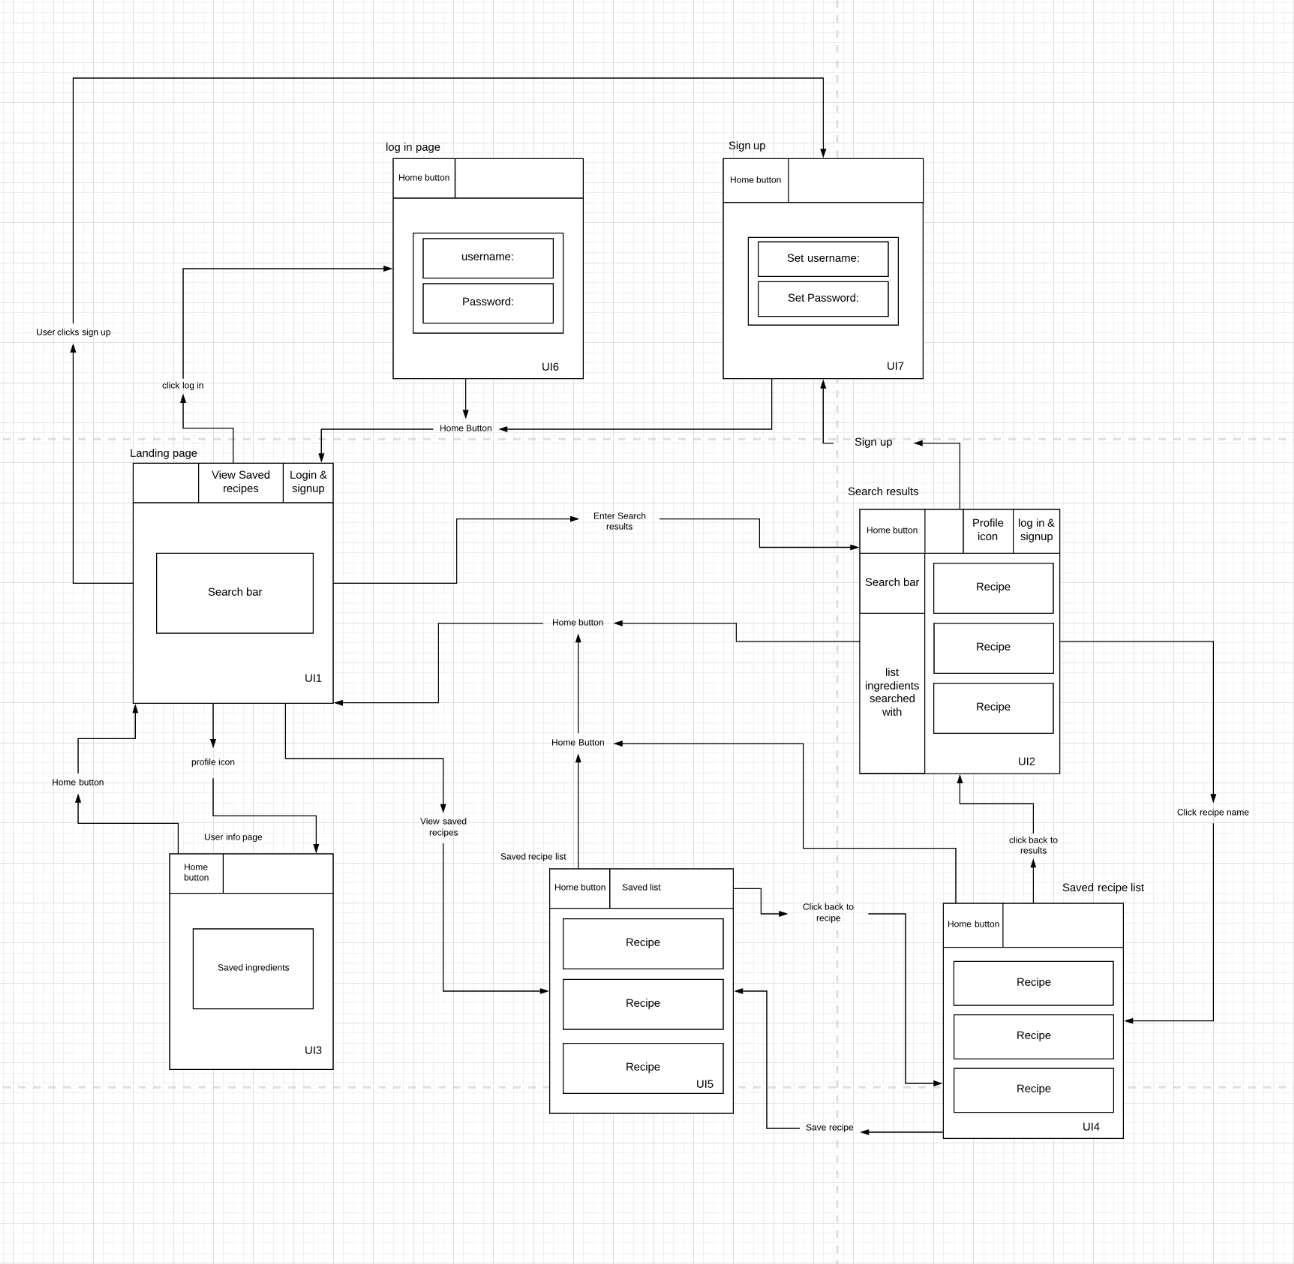 log in page
Sign up
Home button
Home button
username:
Set username:
Password:
Set Password:
User clicks sign up
UI6
UI7
click log in
Home Button
Sign up
Landing page
View Saved
recipes
Login &
signup
Search results
Enter Search
results
Home button
Profile
icon
log in &
signup
Search bar
Search bar
Recipe
Home button
Recipe
UI1
list
ingredients
searched
with
Recipe
Home Button
profile icon
UI2
Home button
View saved
recipes
Click recipe name
User info page
click back to
results
Saved recipe list
Home
button
Home button
Saved list
Saved recipe list
Click back to
recipe
Home button
Recipe
Saved ingredients
Recipe
Recipe
Recipe
UI3
Recipe
UI5
Recipe
Save recipe
UI4